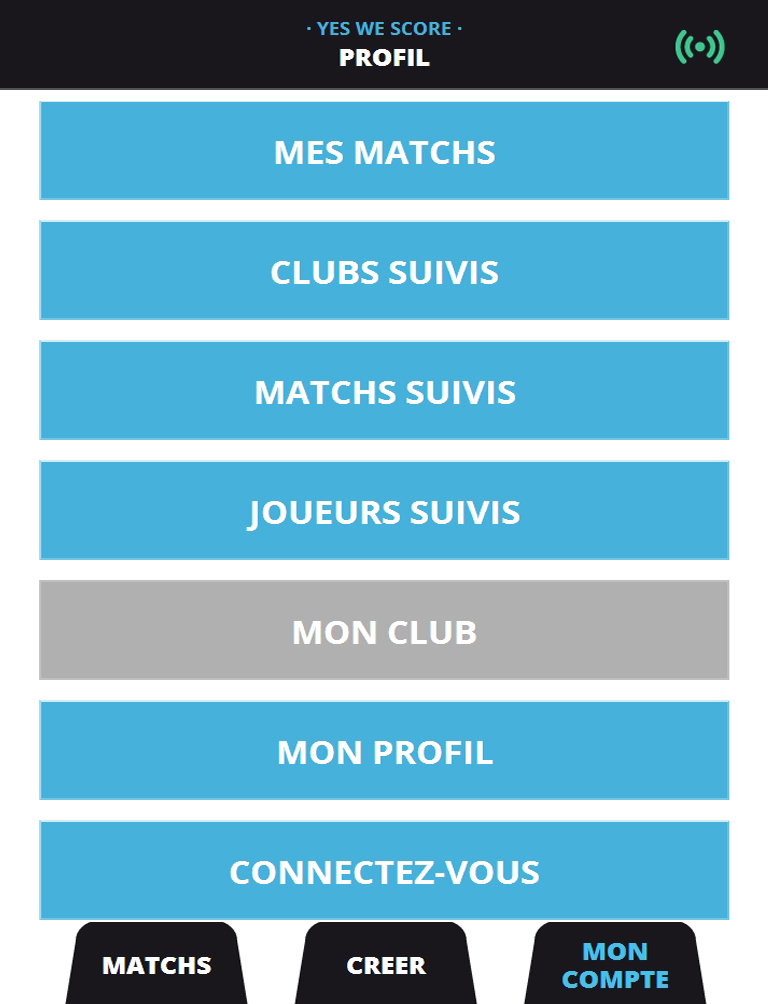 · YES WE SCORE ·
PROFIL
MES MATCHS
CLUBS SUIVIS
MATCHS SUIVIS
JOUEURS SUIVIS
MON CLUB
MON PROFIL
CONNECTEZ-VOUS
MATCHS
CREER
MON
COMPTE